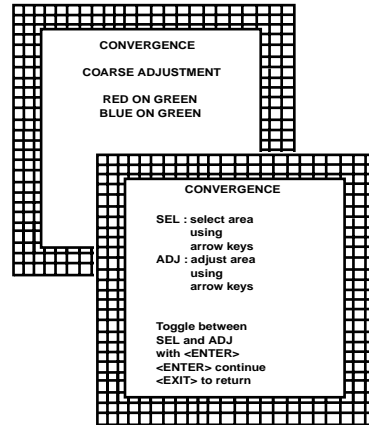 CONVERGENCE
COARSE ADJUSTMENT
RED ON GREEN
BLUE ON GREEN
CONVERGENCE
SEL : select area
using
arrow keys
ADJ : adjust area
using
arrow keys
Toggle between
SEL and ADJ
with <ENTER>
<ENTER> continue
<EXIT> to return